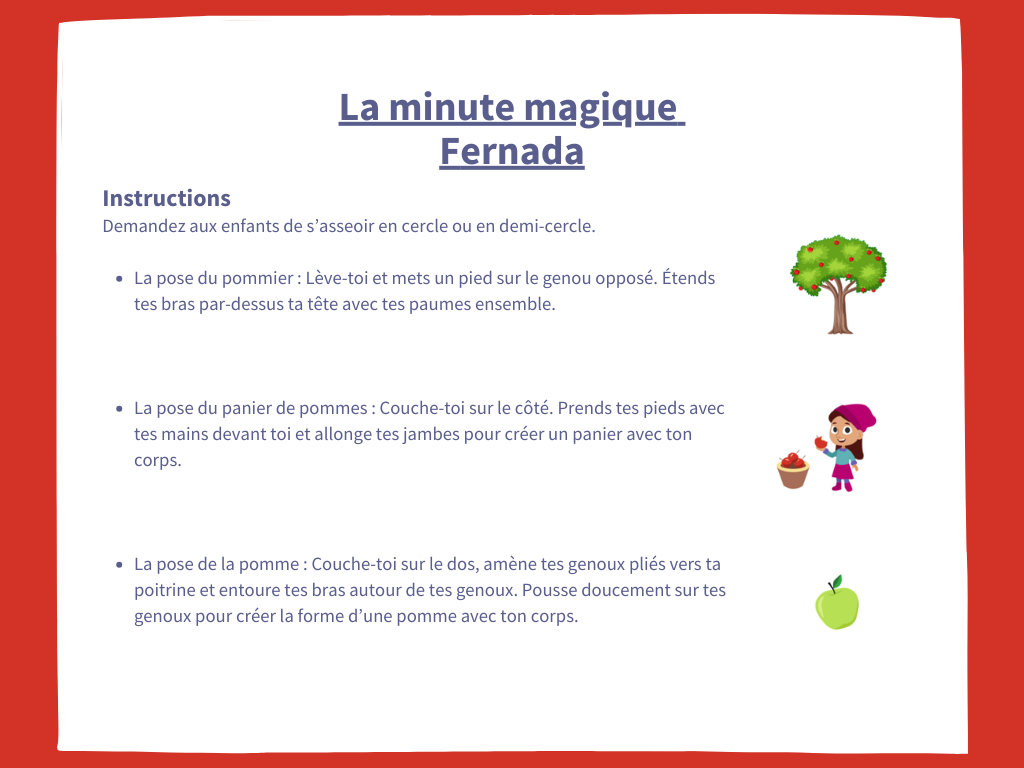 La minute magique
Fernada
Instructions
Demandez aux enfants de s’asseoir en cercle ou en demi-cercle.
• La pose du pommier : Lève-toi et mets un pied sur le genou opposé. Étends
tes bras par-dessus ta tête avec tes paumes ensemble.
• La pose du panier de pommes : Couche-toi sur le côté. Prends tes pieds avec
tes mains devant toi et allonge tes jambes pour créer un panier avec ton
corps.
• La pose de la pomme : Couche-toi sur le dos, amène tes genoux pliés vers ta
poitrine et entoure tes bras autour de tes genoux. Pousse doucement sur tes
genoux pour créer la forme d’une pomme avec ton corps.